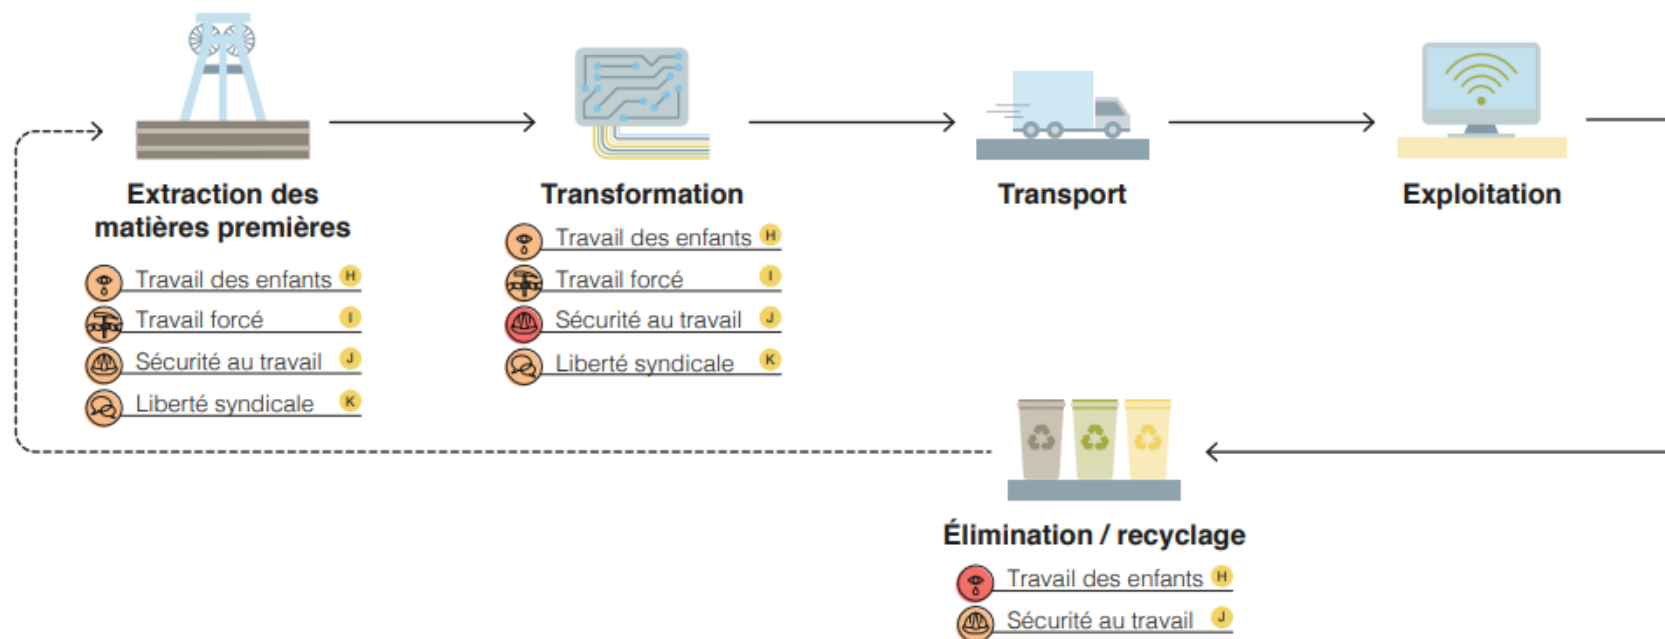 Extraction des
matières premières
Travail des enfants H
Travail forcé I
Sécurité au travail J
Liberté syndicale K
Transformation
Travail des enfants H
Travail forcé I
Sécurité au travail J
Liberté syndicale K
Transport
Exploitation
Élimination / recyclage
Travail des enfants H
Sécurité au travail J